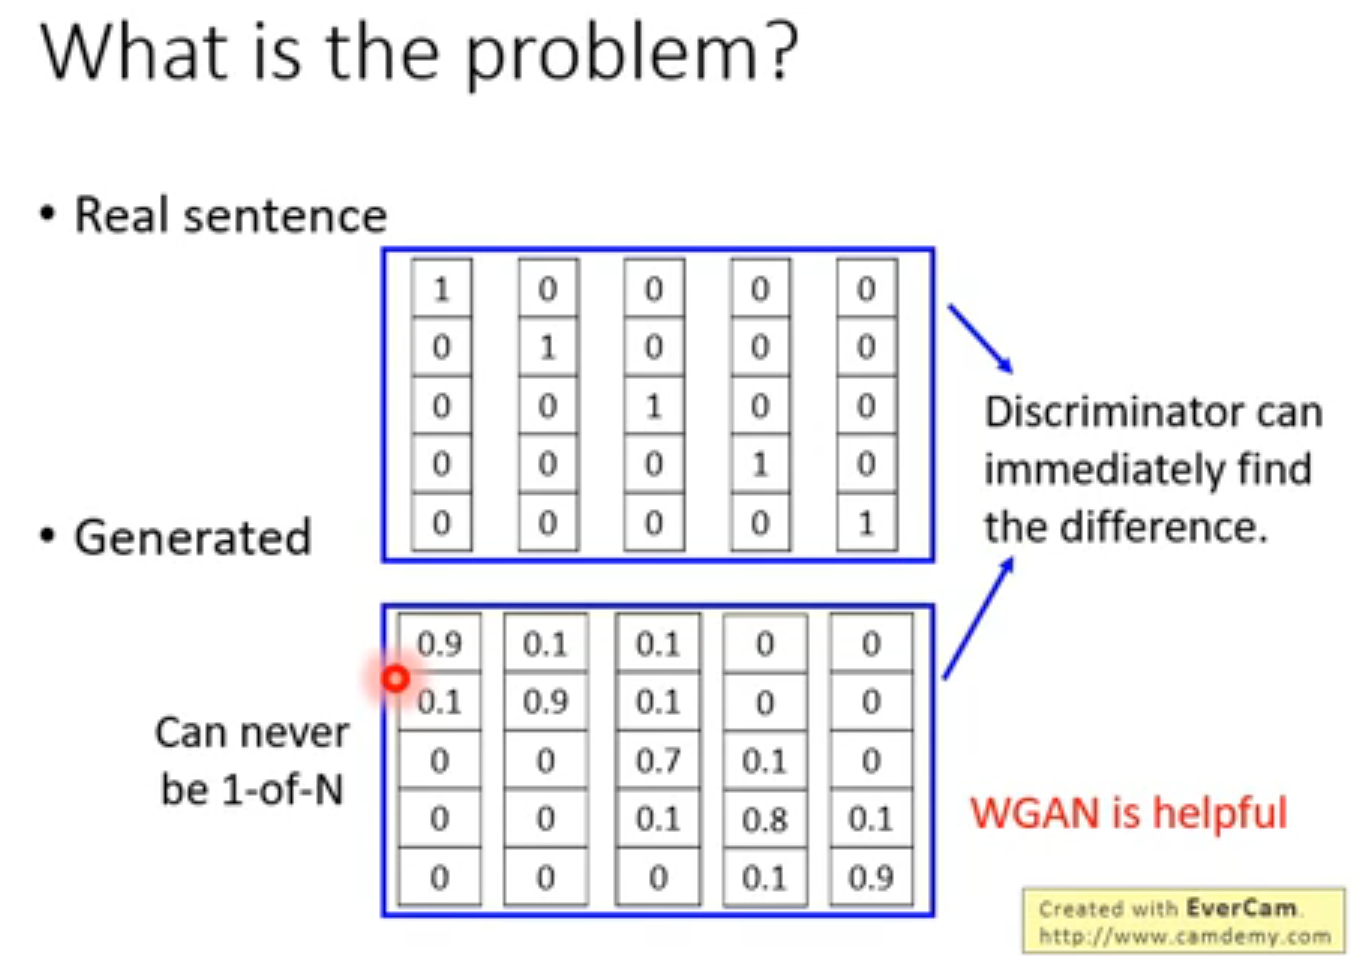 What is the problem?
• Real sentence
1 0 0 0 0
0 1 0 0 0
0 0 1 0 0
0 0 0 1 0
0 0 0 0 1
Discriminator can
immediately find
the difference.
• Generated
0.9 0.1 0.1 0 0
0.1 0.9 0.1 0 0
0 0 0.7 0.1 0
0 0 0.1 0.8 0.1
0 0 0 0.1 0.9
Can never
be 1-of-N
WGAN is helpful
Created with EverCam.
http://www.camdemy.com